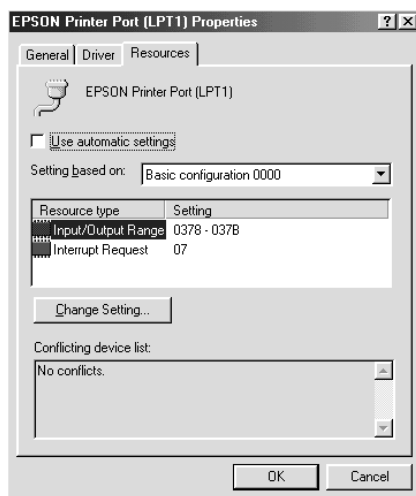 EPSON Printer Port (LPT1) Properties
General Driver Resources
EPSON Printer Port (LPT1)
Use automatic settings
Setting based on: Basic configuration 0000
Resource type Setting
Input/Output Range 0378 - 037B
Interrupt Request 07
Change Setting...
Conflicting device list:
No conflicts.
OK Cancel